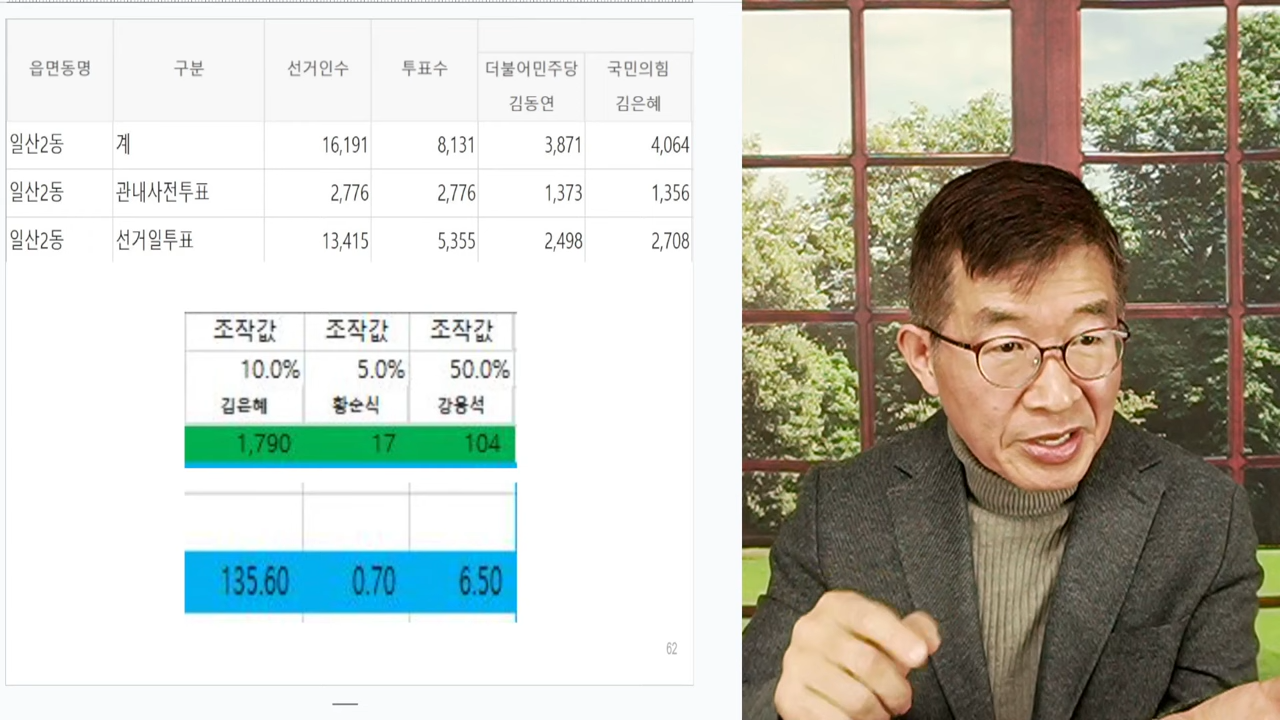 읍면동명 구분 선거인수 투표수 더불어민주당 국민의힘
김동연 김은혜
일산2동 계 16,191 8,131 3,871 4,064
일산2동 관내사전투표 2,776 2,776 1,373 1,356
일산2동 선거일투표 13,415 5,355 2,498 2,708
조작값 조작값 조작값
10.0% 5.0% 50.0%
김은혜 황순식 강용석
1,790 17 104
135.60 0.70 6.50
62